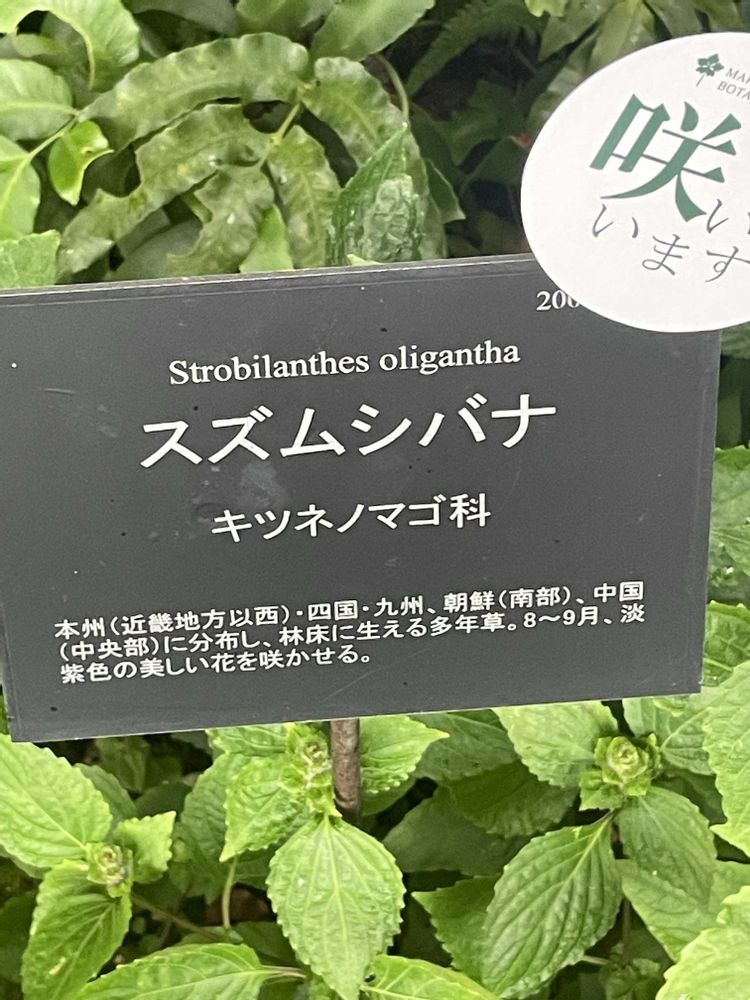 咲い
います
Strobilanthes oligantha
スズムシバナ
キツネノマゴ科
本州(近畿地方以西)・四国・九州、朝鮮(南部)、中国
(中央部)に分布し、林床に生える多年草。8〜9月、淡
紫色の美しい花を咲かせる。